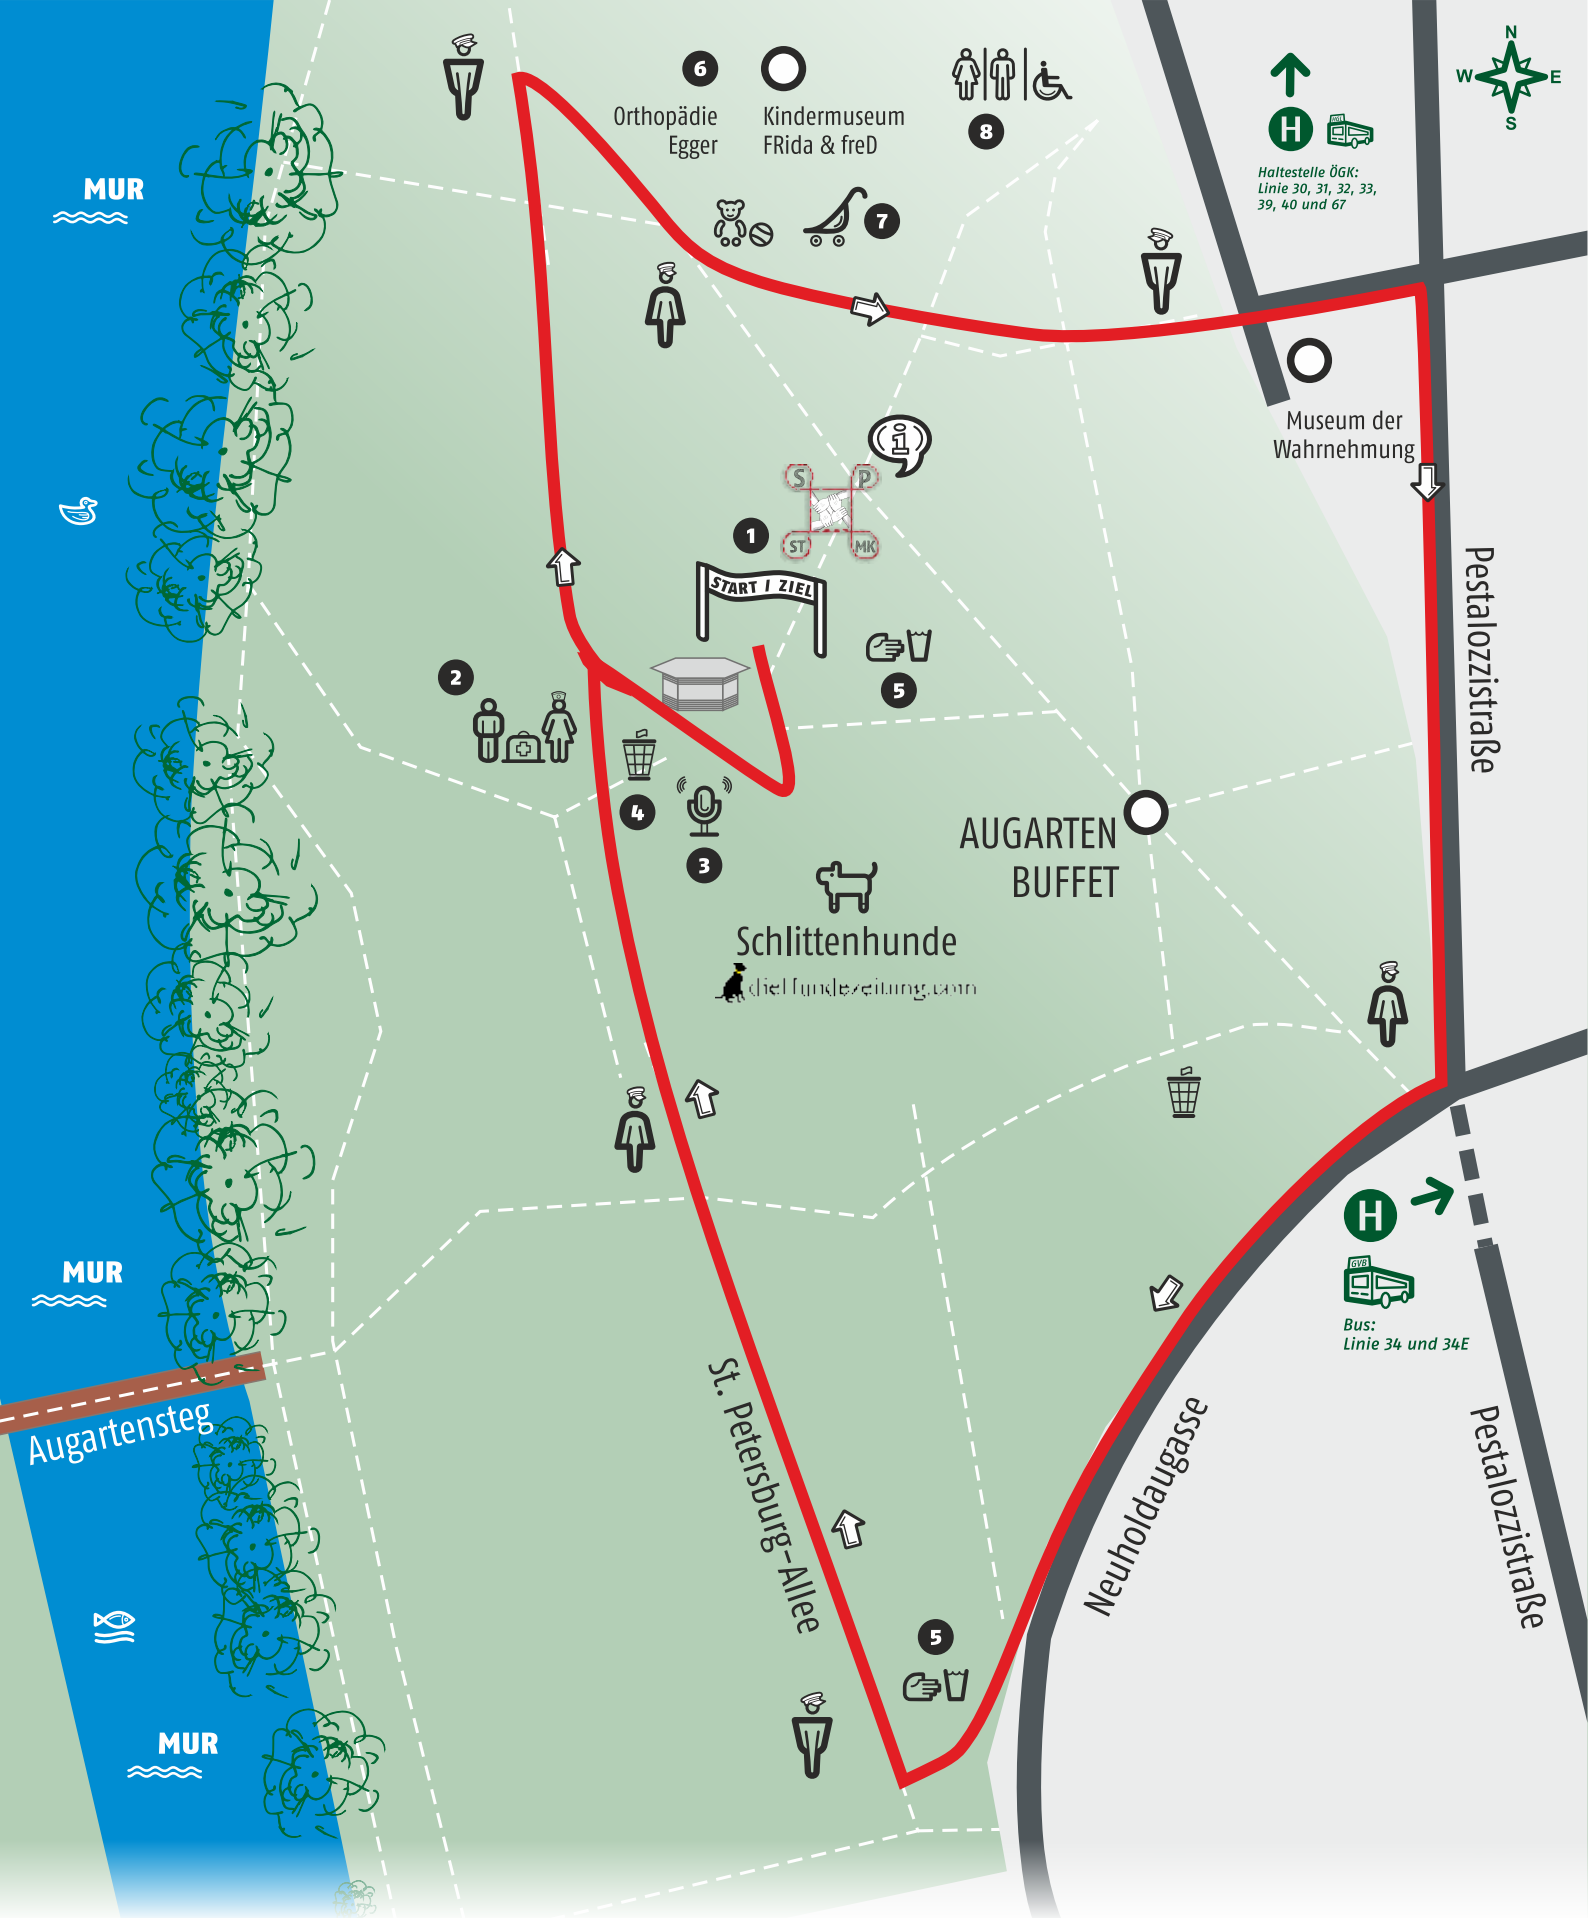 N
W
E
S
H
GVB
Haltestelle ÖGK:
Linie 30, 31, 32, 33,
39, 40 und 67
6
Orthopädie
Egger
Kindermuseum
FRida & freD
8
7
MUR
Museum der
Wahrnehmung
i
S
P
ST
MK
1
START / ZIEL
5
2
4
3
Pestalozzistraße
AUGARTEN
BUFFET
Schlittenhunde
H
GVB
Bus:
Linie 34 und 34E
MUR
Augartensteg
St. Petersburg-Allee
Neuholdaugasse
Pestalozzistraße
5
MUR